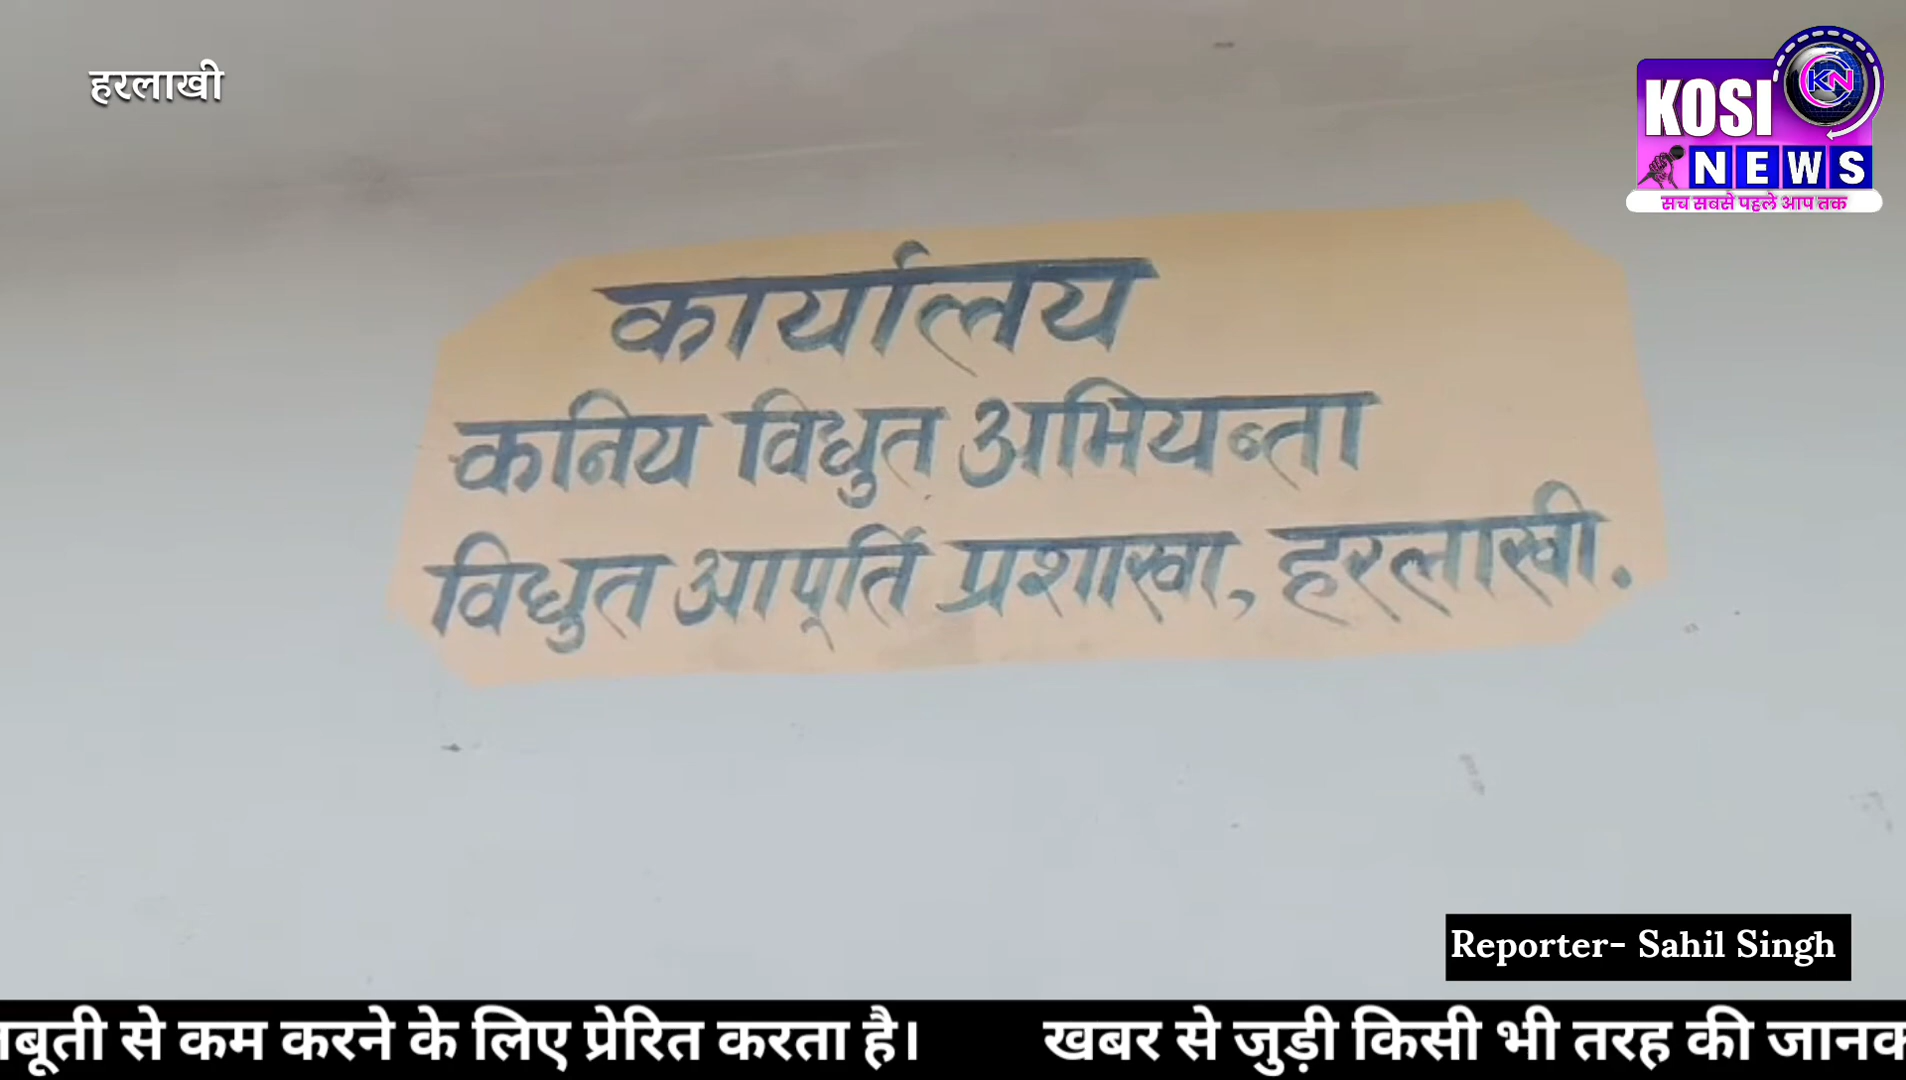 हरलाखी
KOSI
KN
NEWS
सच सबसे पहले आप तक
कार्यालय
कनिय विधुत अभियन्ता
विधुत आपूर्ति प्रशाखा, हरलाखी.
Reporter- Sahil Singh
से कम करने के लिए प्रेरित करता है। खबर से जुड़ी किसी भी तरह की